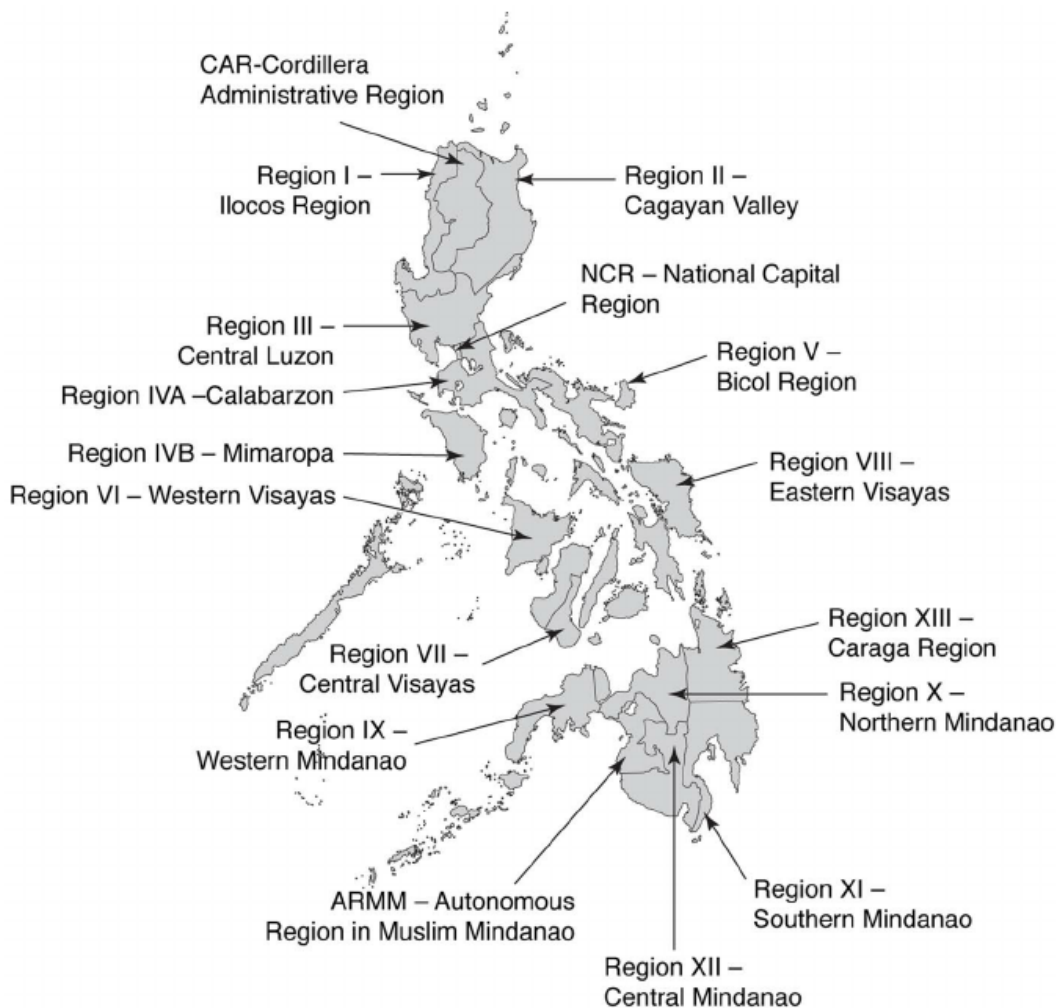 CAR-Cordillera
Administrative Region
Region I –
Ilocos Region
Region II –
Cagayan Valley
NCR – National Capital
Region
Region III –
Central Luzon
Region V –
Bicol Region
Region IVA –Calabarzon
Region IVB – Mimaropa
Region VIII –
Eastern Visayas
Region VI – Western Visayas
Region XIII –
Caraga Region
Region VII –
Central Visayas
Region X –
Northern Mindanao
Region IX –
Western Mindanao
ARMM – Autonomous
Region in Muslim Mindanao
Region XI –
Southern Mindanao
Region XII –
Central Mindanao